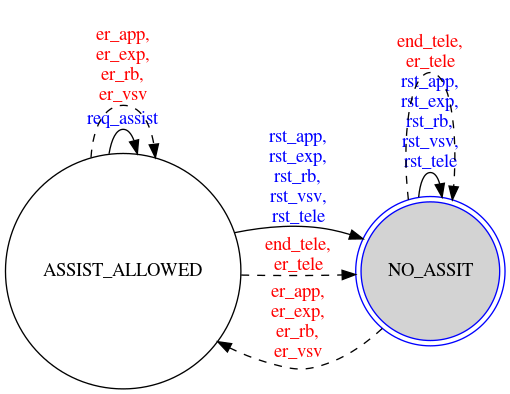 er_app,
er_exp,
er_rb,
er_vsv
req_assist
end_tele,
er_tele
rst_app,
rst_exp,
rst_rb,
rst_vsv,
rst_tele
rst_app,
rst_exp,
rst_rb,
rst_vsv,
rst_tele
end_tele,
er_tele
er_app,
er_exp,
er_rb,
er_vsv
ASSIST_ALLOWED
NO_ASSIT